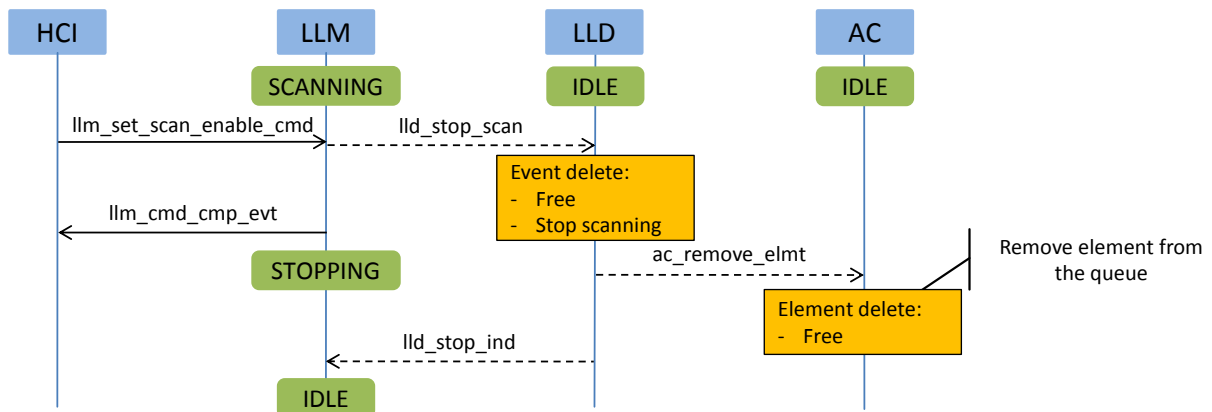 HCI
LLM
LLD
AC
SCANNING
IDLE
IDLE
llm_set_scan_enable_cmd
lld_stop_scan
Event delete:
- Free
- Stop scanning
llm_cmd_cmp_evt
STOPPING
ac_remove_elmt
Remove element from
the queue
Element delete:
- Free
lld_stop_ind
IDLE